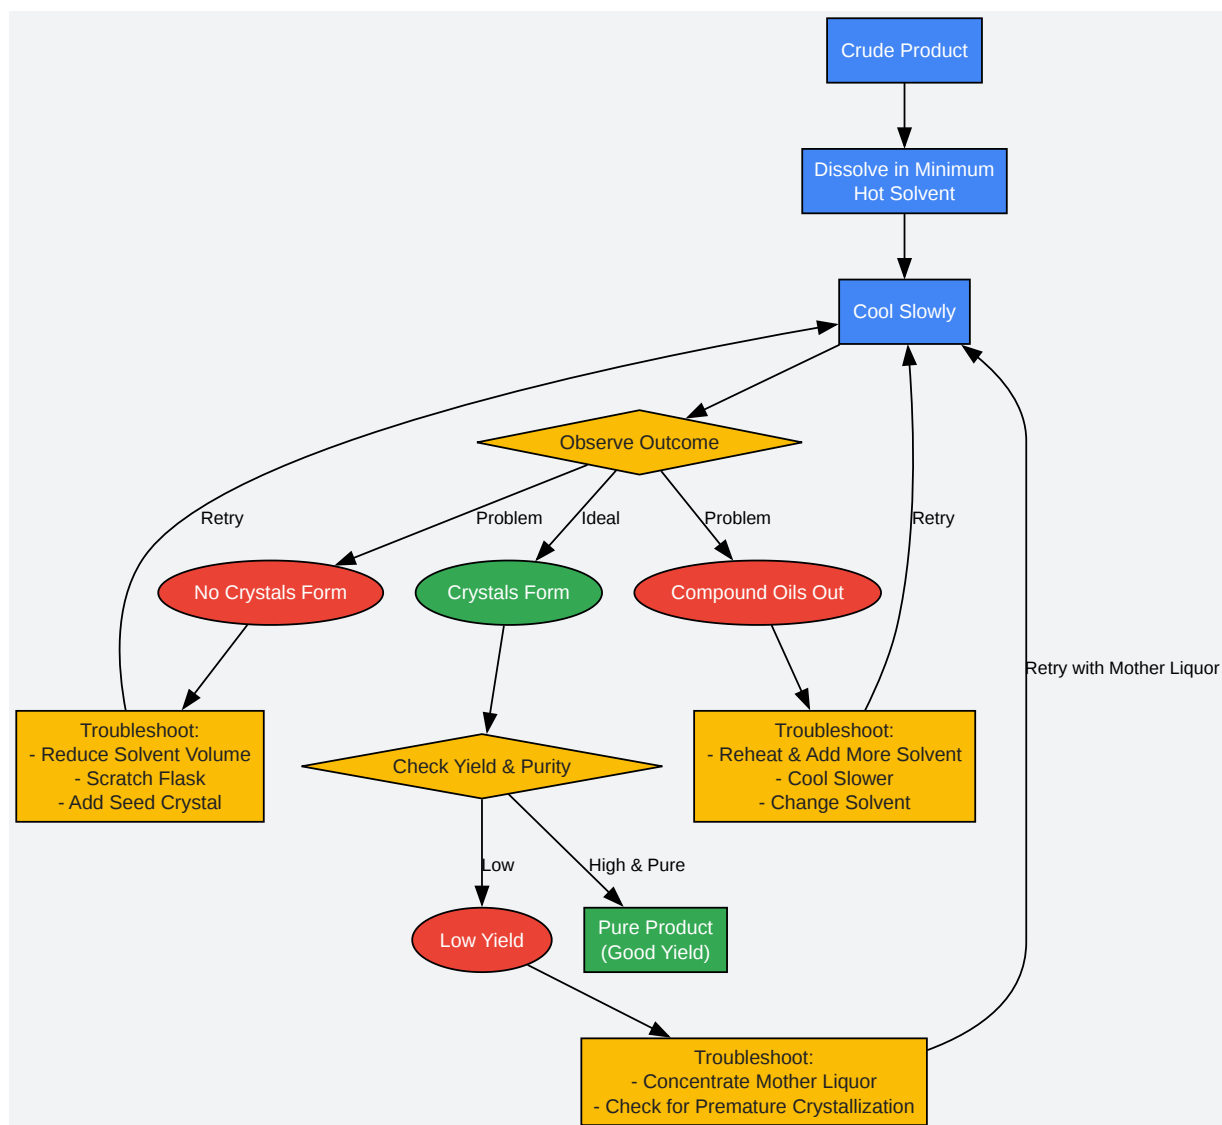 Crude Product
Dissolve in Minimum
Hot Solvent
Cool Slowly
Observe Outcome
Retry
Problem
Ideal
Problem
Retry
No Crystals Form
Crystals Form
Compound Oils Out
Retry with Mother Liquor
Troubleshoot:
- Reduce Solvent Volume
- Scratch Flask
- Add Seed Crystal
Check Yield & Purity
Troubleshoot:
- Reheat & Add More Solvent
- Cool Slower
- Change Solvent
Low
High & Pure
Low Yield
Pure Product
(Good Yield)
Troubleshoot:
- Concentrate Mother Liquor
- Check for Premature Crystallization